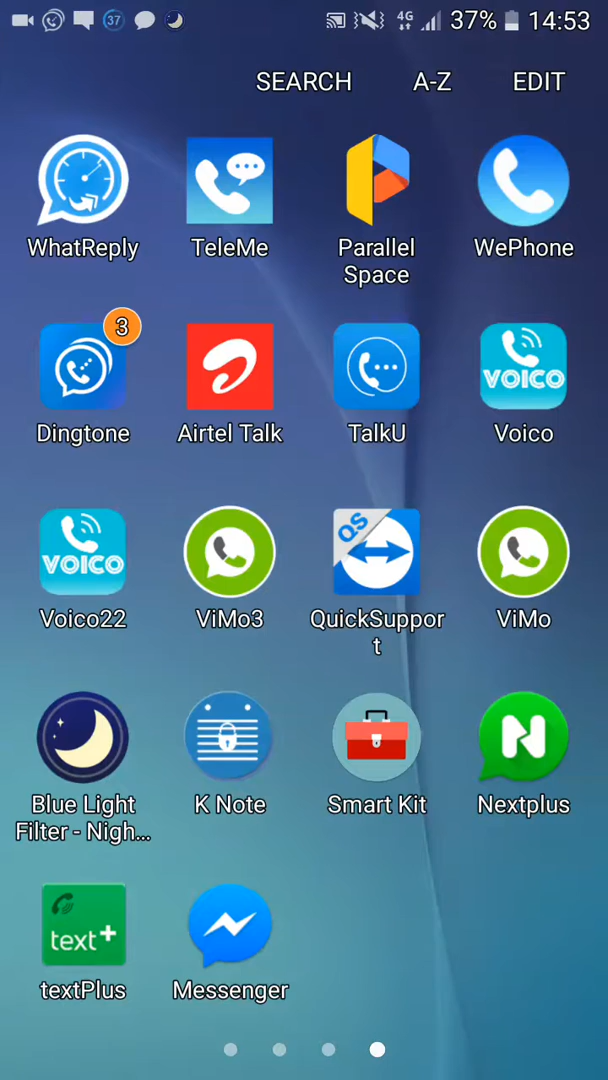 37 4G 37% 14:53
SEARCH A-Z EDIT
WhatReply TeleMe Parallel Space WePhone
3
VOICO
Dingtone Airtel Talk TalkU Voico
VOICO QS
Voico22 ViMo3 QuickSupport ViMo
N
Blue Light Filter - Nigh... K Note Smart Kit Nextplus
text+
textPlus Messenger